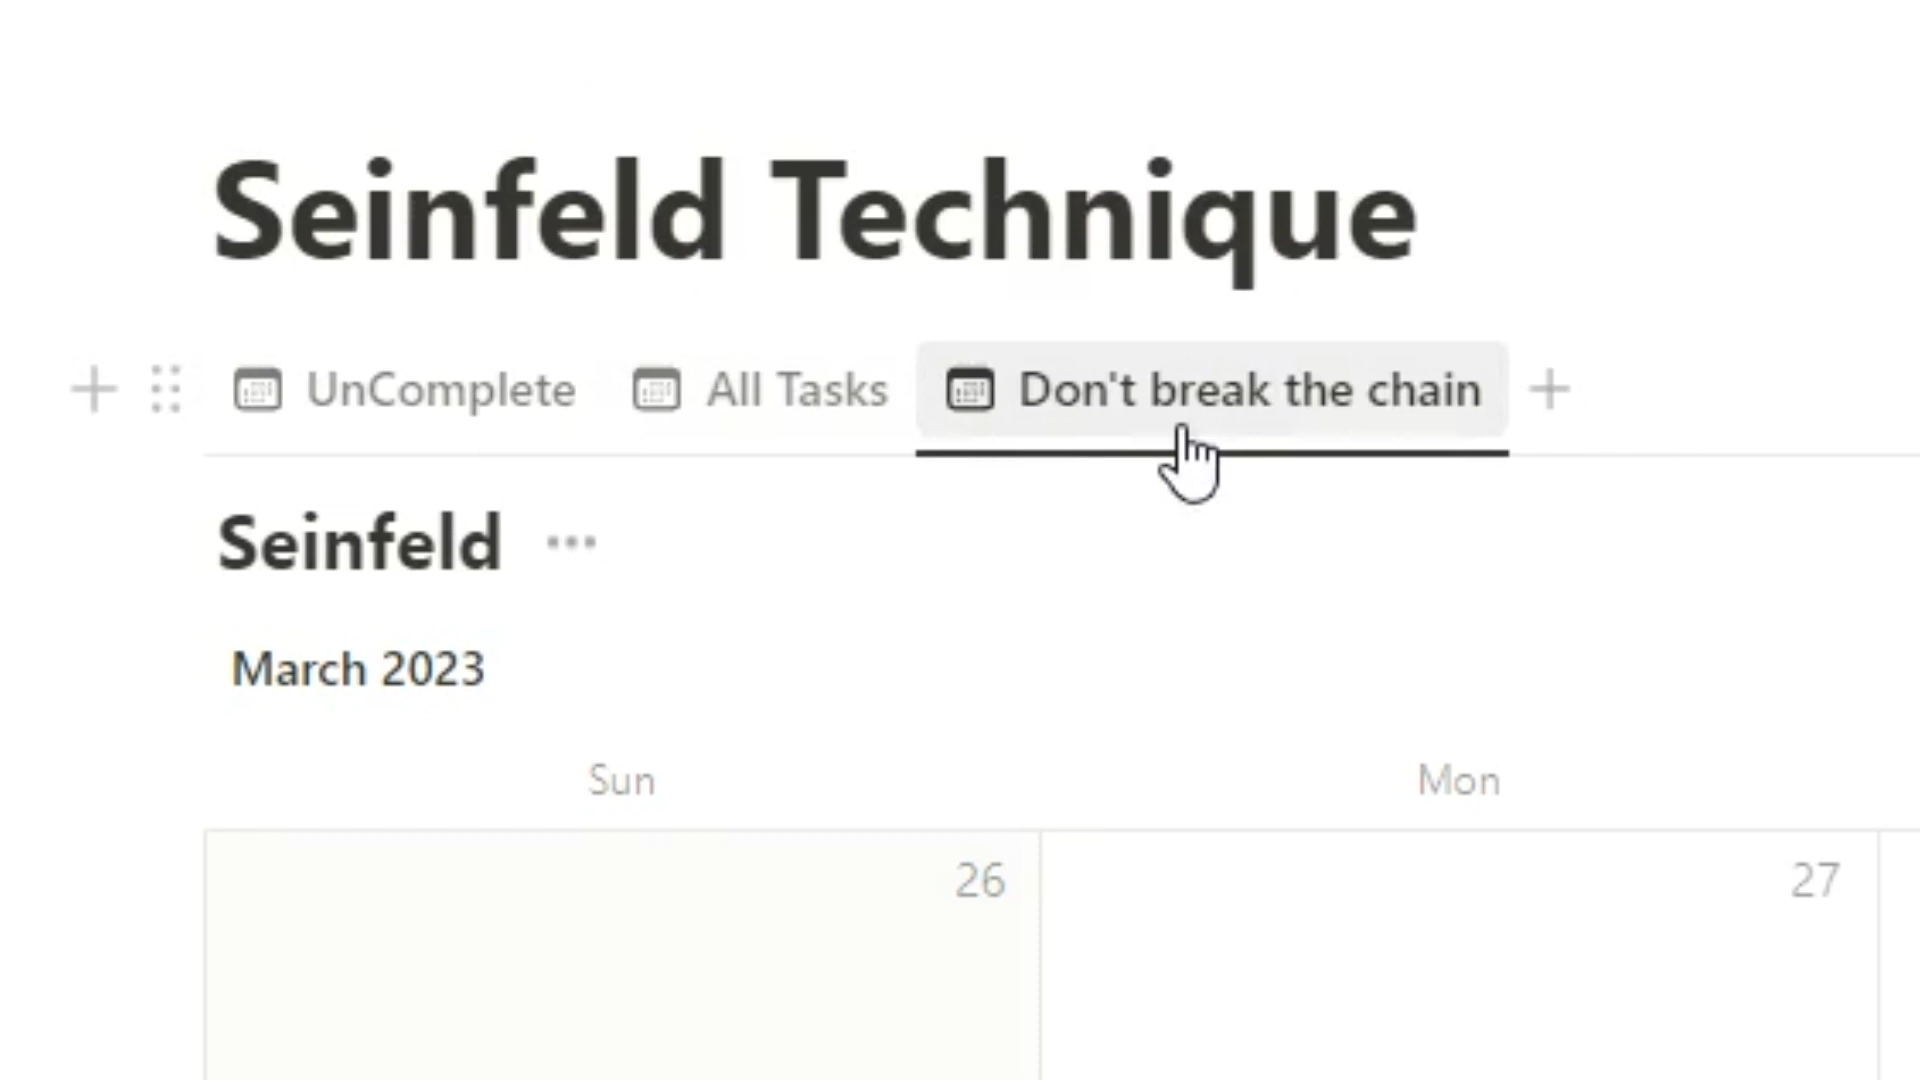 Seinfeld Technique
UnComplete All Tasks Don't break the chain
Seinfeld
March 2023
Sun Mon
26 27